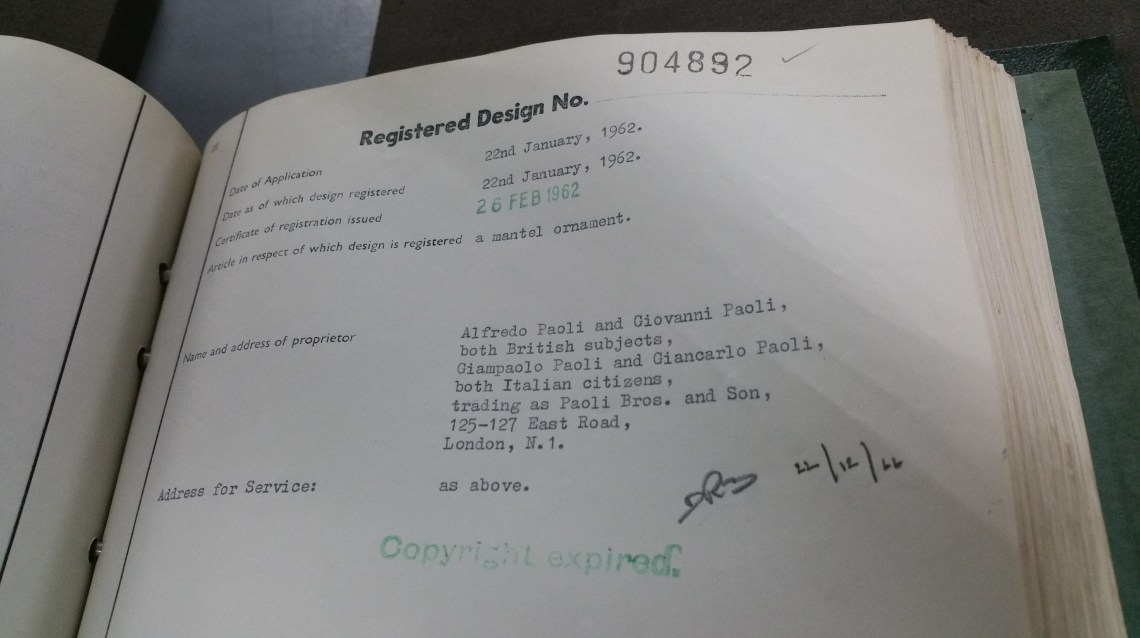 904892
Registered Design No.
Date of Application 22nd January, 1962.
Date as of which design registered 22nd January, 1962.
Certificate of registration issued 26 FEB 1962
Article in respect of which design is registered a mantel ornament.
Name and address of proprietor Alfredo Paoli and Giovanni Paoli,
both British subjects,
Giampaolo Paoli and Giancarlo Paoli,
both Italian citizens,
trading as Paoli Bros. and Son,
125-127 East Road,
London, N.1.
22/12/66
Address for Service: as above.
Copyright expired.